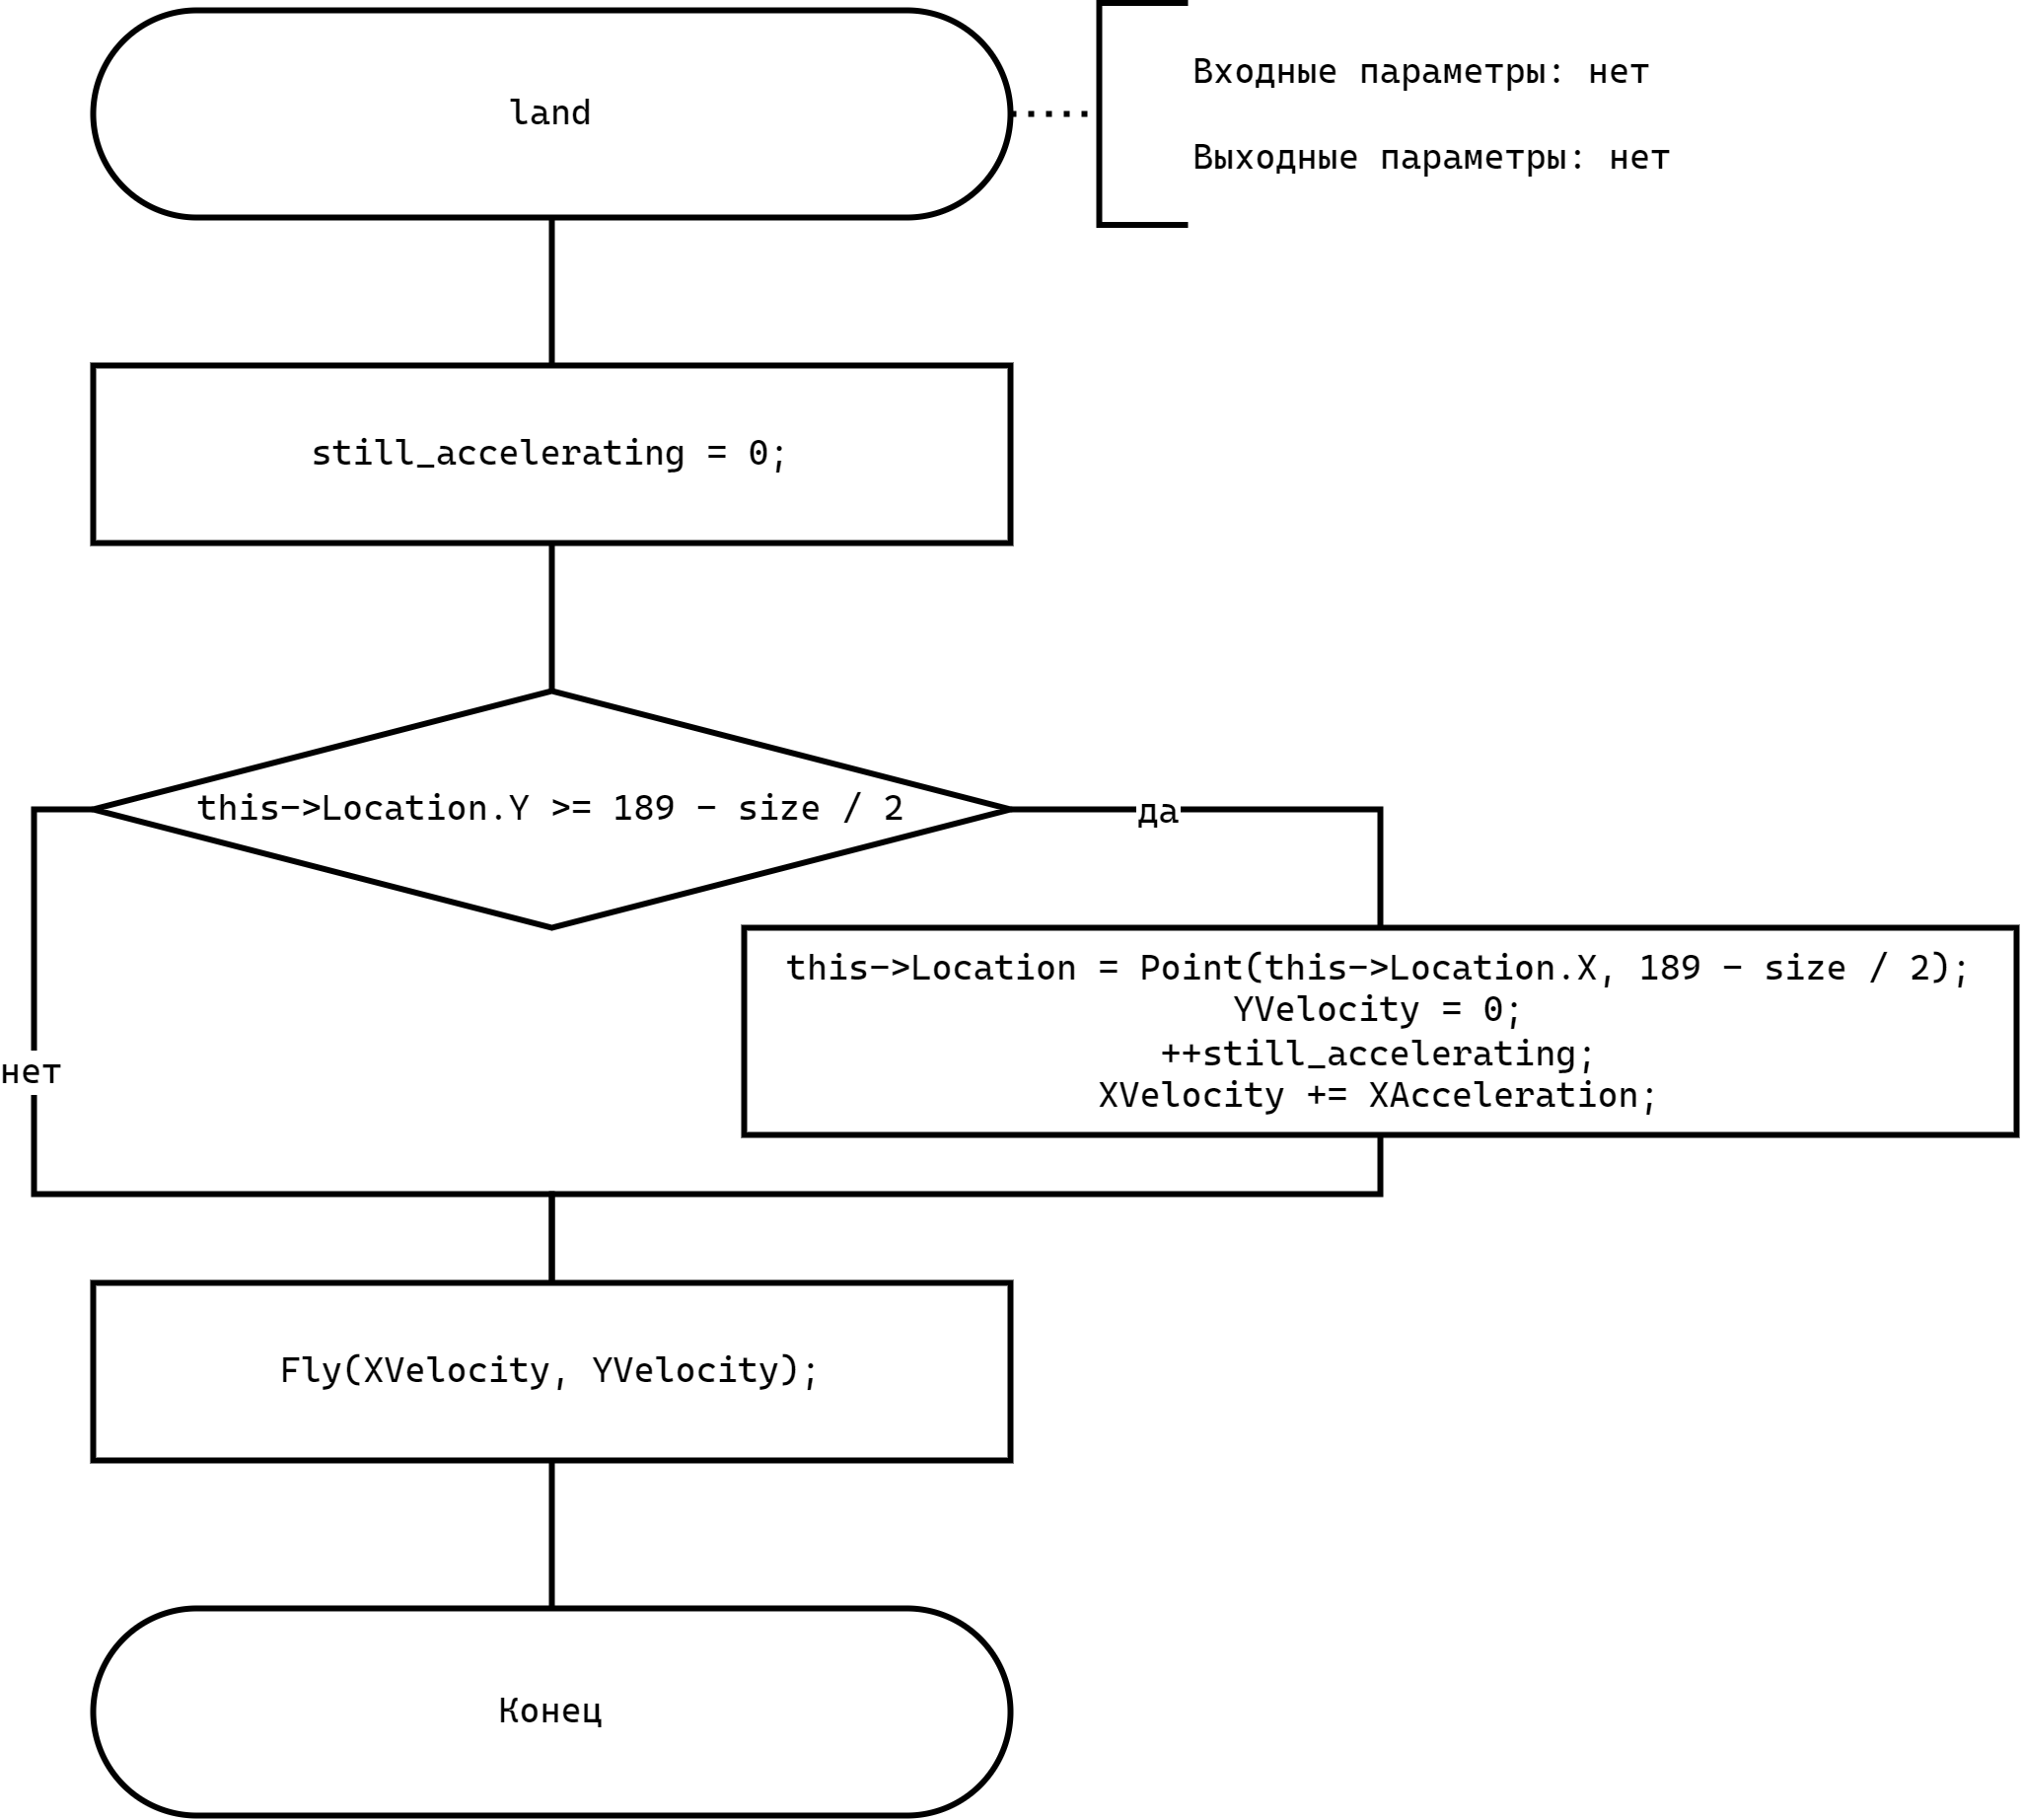 land
Входные параметры: нет
Выходные параметры: нет
still_accelerating = 0;
this->Location.Y >= 189 - size / 2
да
this->Location = Point(this->Location.X, 189 - size / 2);
YVelocity = 0;
++still_accelerating;
XVelocity += XAcceleration;
нет
Fly(XVelocity, YVelocity);
Конец